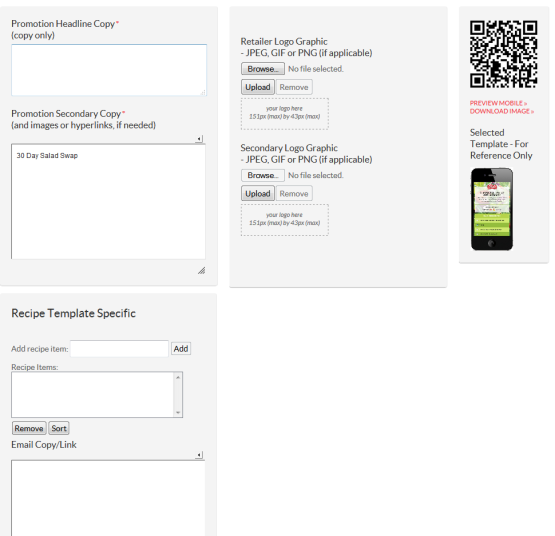 Promotion Headline Copy*
(copy only)
Promotion Secondary Copy*
(and images or hyperlinks, if needed)
30 Day Salad Swap
Retailer Logo Graphic
- JPEG, GIF or PNG (if applicable)
Browse... No file selected.
Upload Remove
your logo here
151px (max) by 43px (max)
Secondary Logo Graphic
- JPEG, GIF or PNG (if applicable)
Browse... No file selected.
Upload Remove
your logo here
151px (max) by 43px (max)
PREVIEW MOBILE »
DOWNLOAD IMAGE »
Selected
Template - For
Reference Only
Recipe Template Specific
Add recipe item: Add
Recipe Items:
Remove Sort
Email Copy/Link